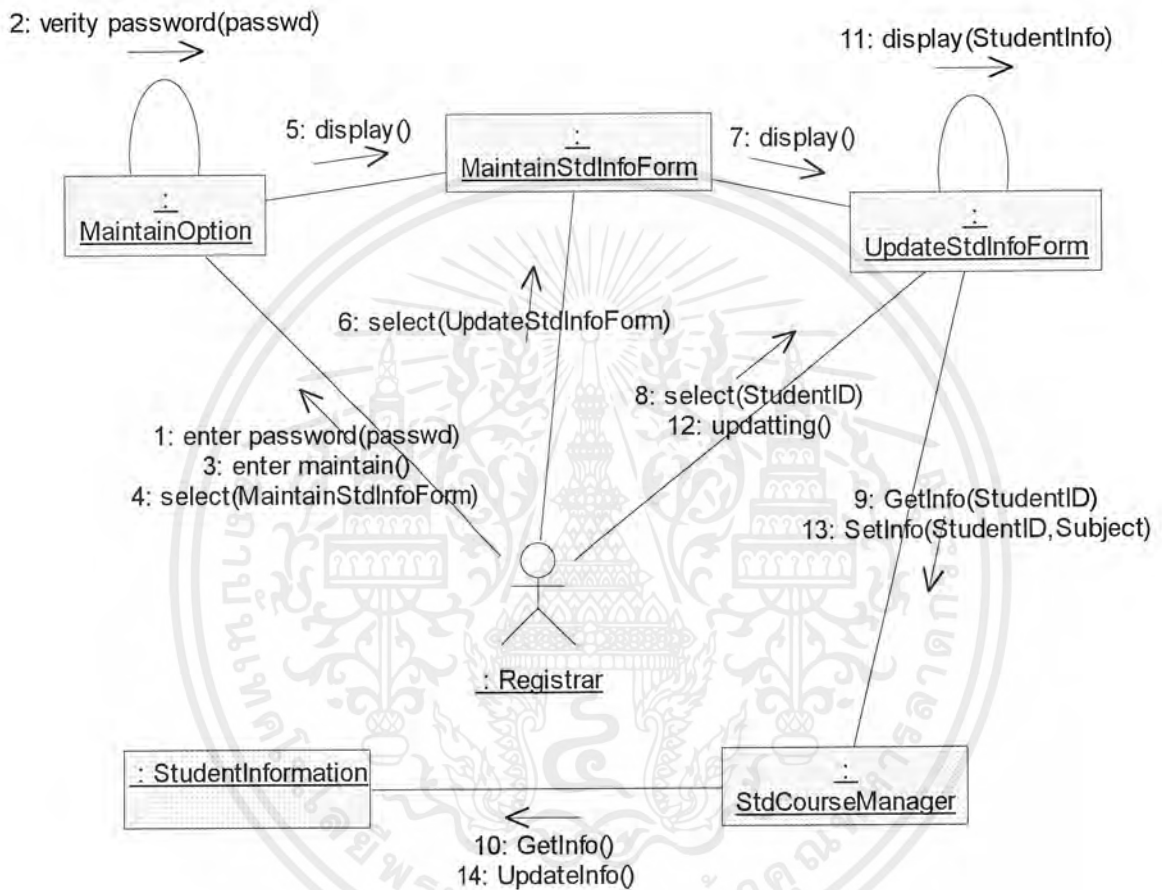 2: verity password(passwd)
11: display(StudentInfo)
5: display()
:
MaintainStdInfoForm
7: display()
:
MaintainOption
:
UpdateStdInfoForm
6: select(UpdateStdInfoForm)
8: select(StudentID)
12: updatting()
1: enter password(passwd)
3: enter maintain()
4: select(MaintainStdInfoForm)
9: GetInfo(StudentID)
13: SetInfo(StudentID,Subject)
: Registrar
: StudentInformation
:
StdCourseManager
10: GetInfo()
14: UpdateInfo()